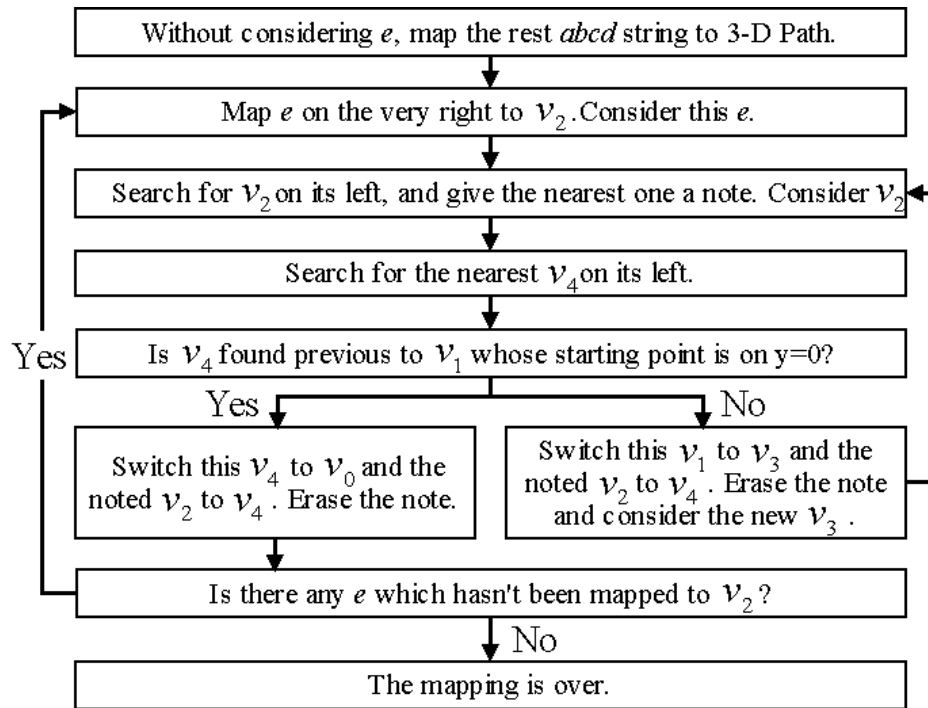 Without considering e, map the rest abcd string to 3-D Path.
Map e on the very right to v₂ .Consider this e.
Search for v₂ on its left, and give the nearest one a note. Consider v₂
Search for the nearest v₄ on its left.
Is v₄ found previous to v₁ whose starting point is on y=0?
Yes
Yes
No
Switch this v₄ to v₀ and the
noted v₂ to v₄ . Erase the note.
Switch this v₁ to v₃ and the
noted v₂ to v₄ . Erase the note
and consider the new v₃ .
Is there any e which hasn't been mapped to v₂ ?
No
The mapping is over.